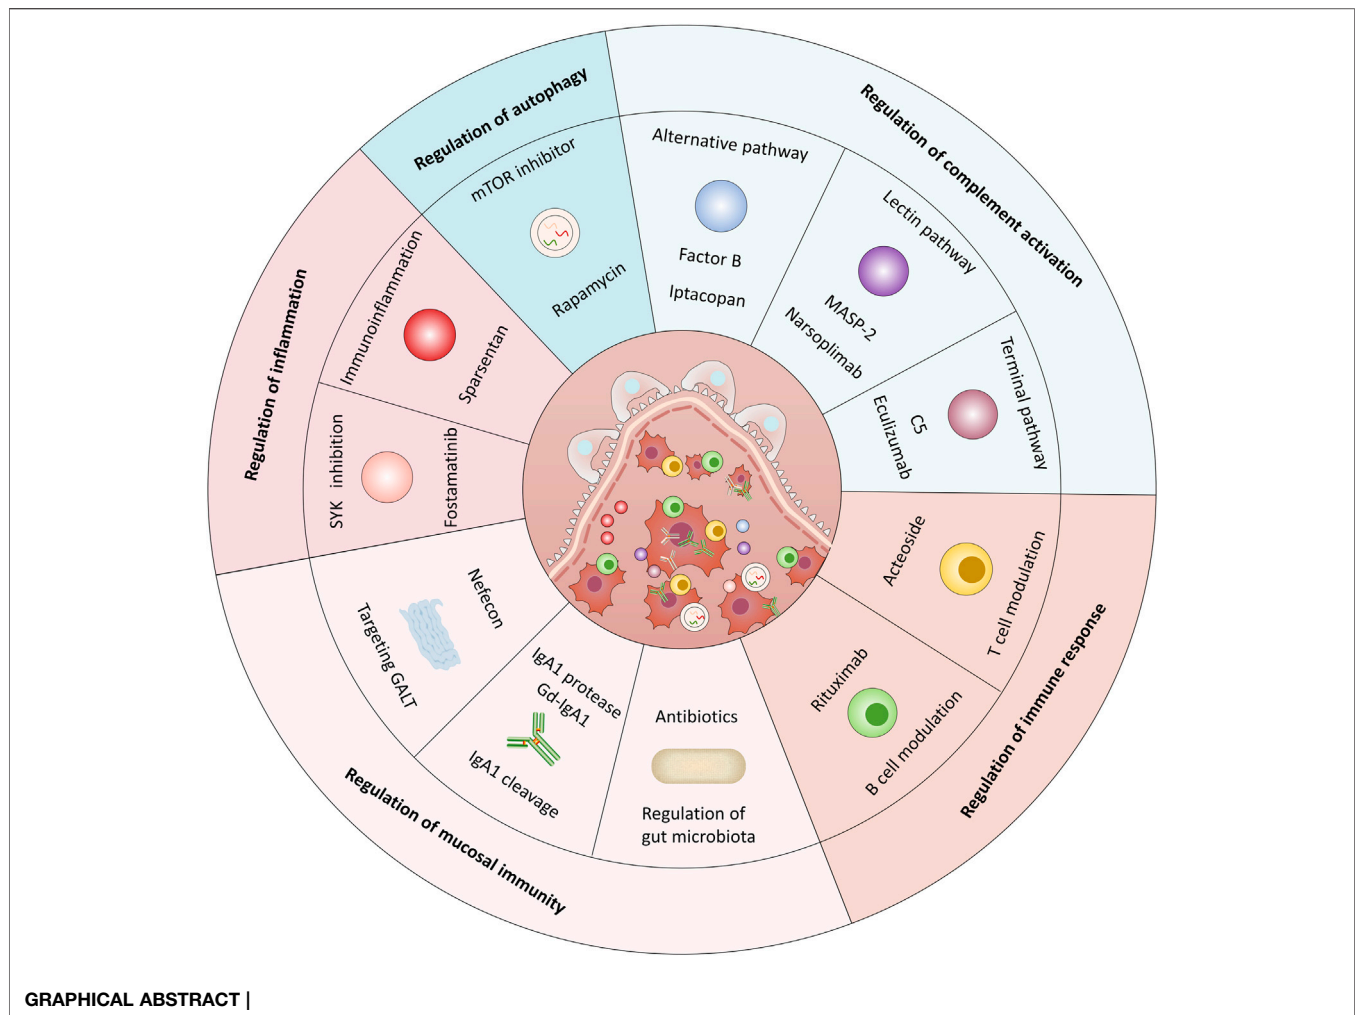 Regulation of autophagy
mTOR inhibitor
Rapamycin
Regulation of complement activation
Alternative pathway
Factor B
Iptacopan
Lectin pathway
MASP-2
Narsoplimab
Terminal pathway
C5
Eculizumab
Regulation of immune response
Acteoside
T cell modulation
Rituximab
B cell modulation
Regulation of mucosal immunity
Antibiotics
Regulation of
gut microbiota
IgA1 protease
Gd-IgA1
IgA1 cleavage
Nefecon
Targeting GALT
Regulation of inflammation
SYK inhibition
Fostamatinib
Immunoinflammation
Sparsentan
GRAPHICAL ABSTRACT |